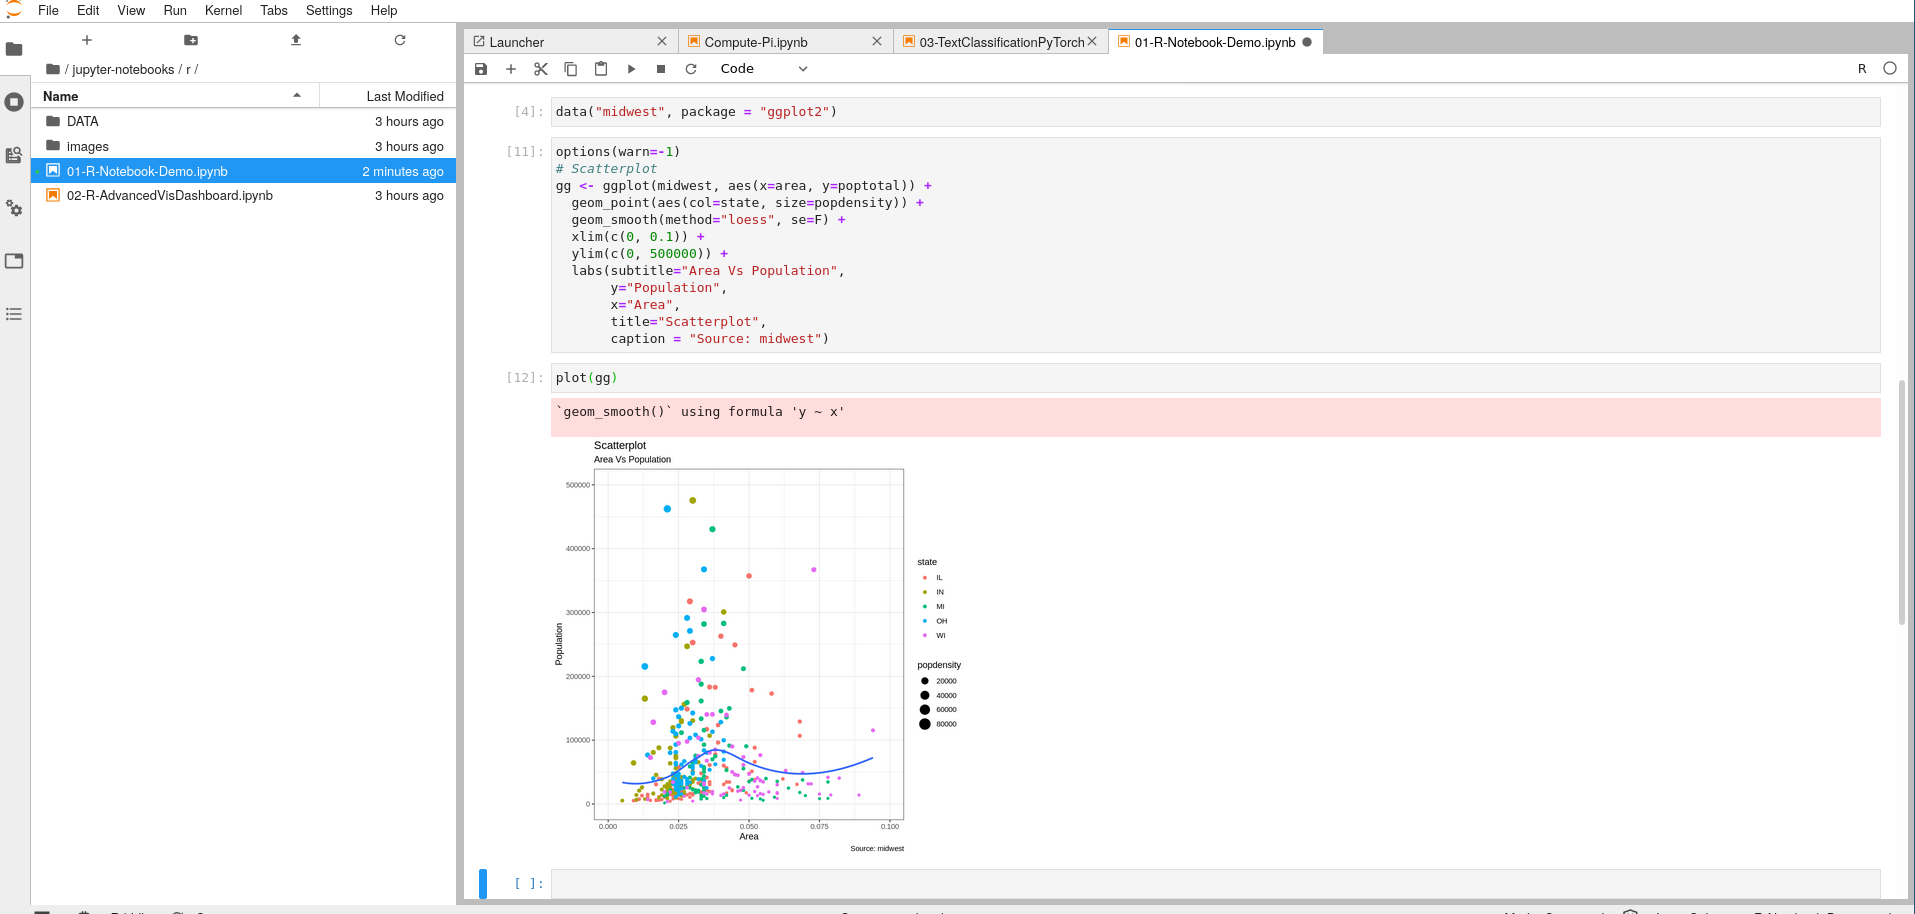 File Edit View Run Kernel Tabs Settings Help
/ jupyter-notebooks / r /
Name Last Modified
DATA 3 hours ago
images 3 hours ago
01-R-Notebook-Demo.ipynb 2 minutes ago
02-R-AdvancedVisDashboard.ipynb 3 hours ago
Launcher Compute-Pi.ipynb 03-TextClassificationPyTorch 01-R-Notebook-Demo.ipynb
Code R
[4]: data("midwest", package = "ggplot2")
[11]: options(warn=-1)
# Scatterplot
gg <- ggplot(midwest, aes(x=area, y=poptotal)) +
  geom_point(aes(col=state, size=popdensity)) +
  geom_smooth(method="loess", se=F) +
  xlim(c(0, 0.1)) +
  ylim(c(0, 500000)) +
  labs(subtitle="Area Vs Population",
       y="Population",
       x="Area",
       title="Scatterplot",
       caption = "Source: midwest")
[12]: plot(gg)
`geom_smooth()` using formula 'y ~ x'
Scatterplot
Area Vs Population
500000
400000
300000
200000
100000
0
Population
0.000 0.025 0.050 0.075 0.100
Area
Source: midwest
state
IL
IN
MI
OH
WI
popdensity
20000
40000
60000
80000
[ ]: